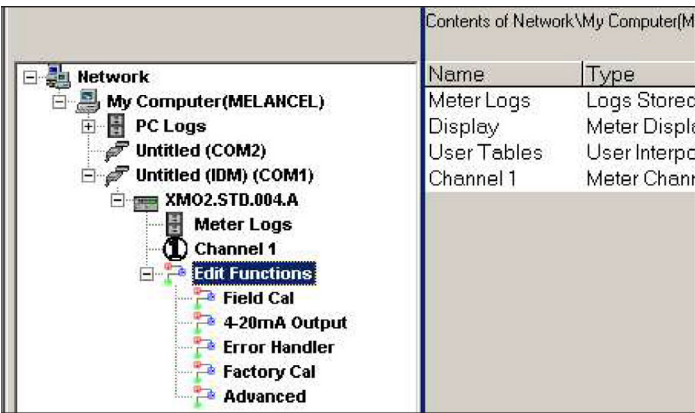 Contents of Network\My Computer(M
Network
My Computer(MELANCEL)
PC Logs
Untitled (COM2)
Untitled (IDM) (COM1)
XMO2.STD.004.A
Meter Logs
1 Channel 1
Edit Functions
Field Cal
4-20mA Output
Error Handler
Factory Cal
Advanced
Name Type
Meter Logs Logs Stored
Display Meter Displa
User Tables User Interpo
Channel 1 Meter Chann